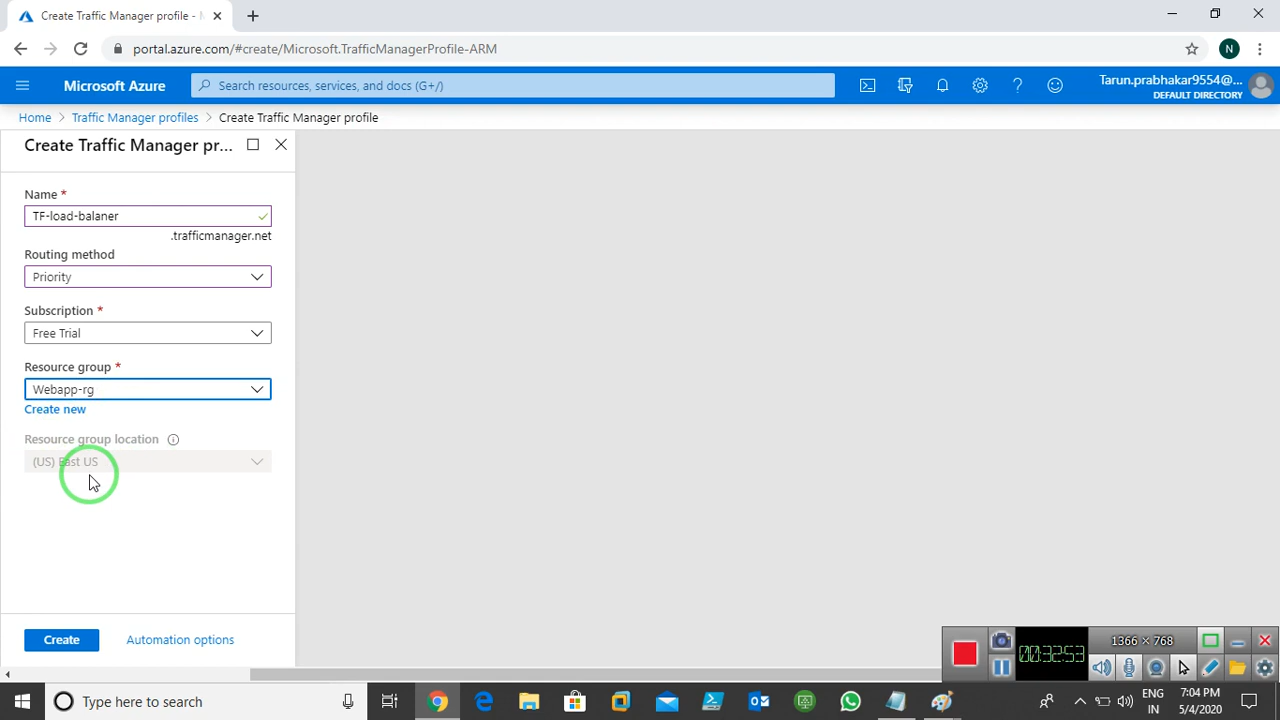 Create Traffic Manager profile - M
portal.azure.com/#create/Microsoft.TrafficManagerProfile-ARM
N
Microsoft Azure
Search resources, services, and docs (G+/)
Tarun.prabhakar9554@...
DEFAULT DIRECTORY
Home > Traffic Manager profiles > Create Traffic Manager profile
Create Traffic Manager pr...
Name *
TF-load-balaner
.trafficmanager.net
Routing method
Priority
Subscription *
Free Trial
Resource group *
Webapp-rg
Create new
Resource group location
(US) East US
Create
Automation options
00:32:53
1366 × 768
Type here to search
ENG
IN
7:04 PM
5/4/2020